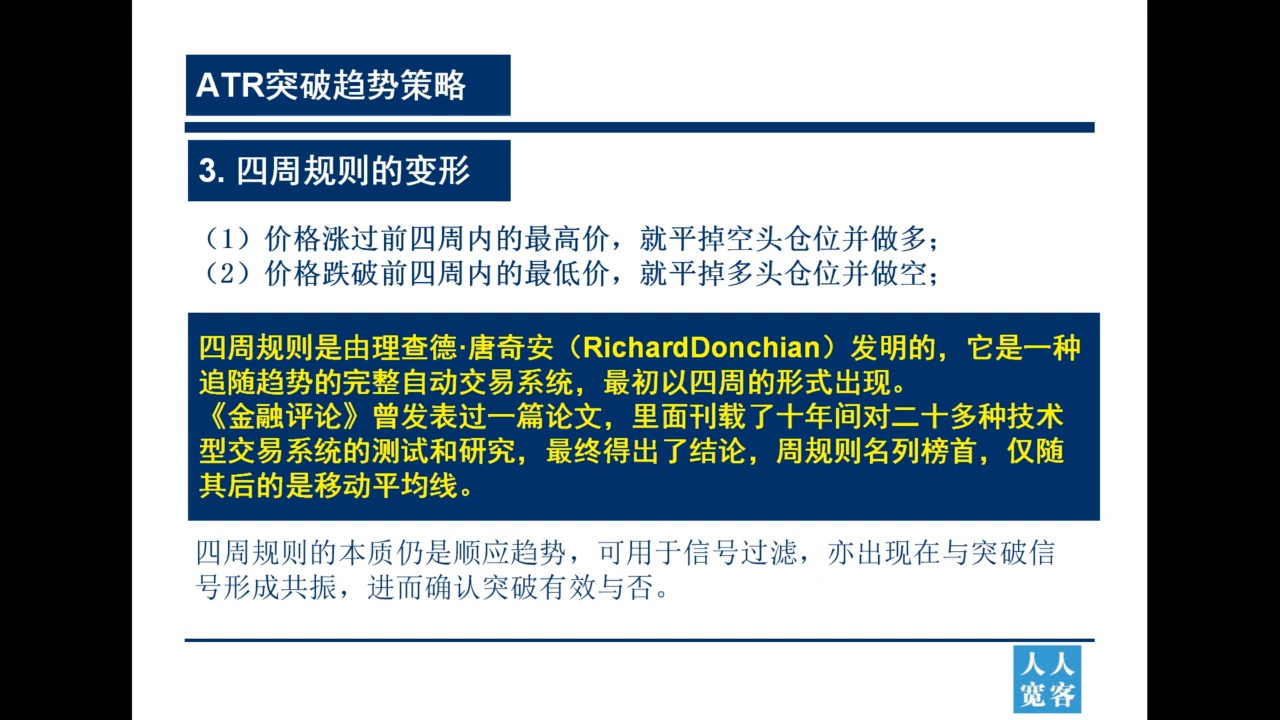 ATR突破趋势策略
3. 四周规则的变形
（1）价格涨过前四周内的最高价，就平掉空头仓位并做多；
（2）价格跌破前四周内的最低价，就平掉多头仓位并做空；
四周规则是由理查德·唐奇安（RichardDonchian）发明的，它是一种
追随趋势的完整自动交易系统，最初以四周的形式出现。
《金融评论》曾发表过一篇论文，里面刊载了十年间对二十多种技术
型交易系统的测试和研究，最终得出了结论，周规则名列榜首，仅随
其后的是移动平均线。
四周规则的本质仍是顺应趋势，可用于信号过滤，亦出现在与突破信
号形成共振，进而确认突破有效与否。
人人
宽客